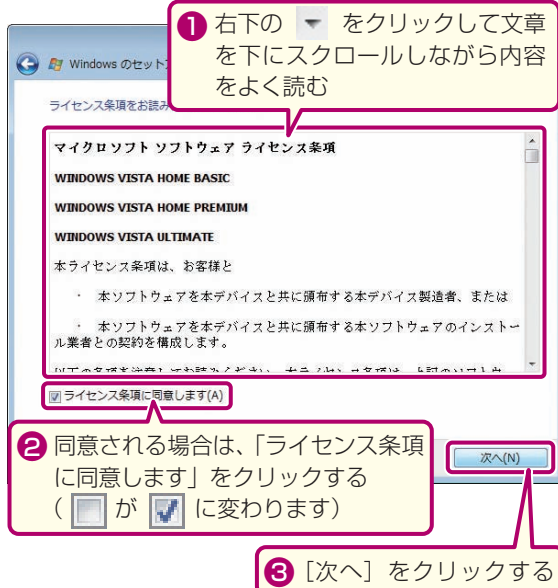 ❶ 右下の ▼ をクリックして文章
を下にスクロールしながら内容
をよく読む
Windows のセット
ライセンス条項をお読み
マイクロソフト ソフトウェア ライセンス条項
WINDOWS VISTA HOME BASIC
WINDOWS VISTA HOME PREMIUM
WINDOWS VISTA ULTIMATE
本ライセンス条項は、お客様と
・ 本ソフトウェアを本デバイスと共に頒布する本デバイス製造者、または
・ 本ソフトウェアを本デバイスと共に頒布する本ソフトウェアのインストー
ル業者との契約を構成します。
ライセンス条項に同意します(A)
❷ 同意される場合は、「ライセンス条項
に同意します」をクリックする
( が に変わります)
次へ(N)
❸ [次へ] をクリックする